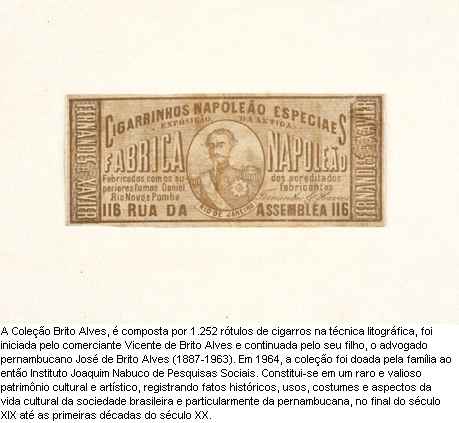 CIGARRINHOS NAPOLEÃO ESPECIAES
EXPOSIÇÃO DA ANTIGA
FABRICA NAPOLEÃO
Fabricados com os su
periores fumos Daniel
Rio Novo e Pomba
dos acreditados
fabricantes
RIO DE JANEIRO
116 RUA DA ASSEMBLÉA 116
FERNANDES E XAVIER
FERNANDES E XAVIER
A Coleção Brito Alves, é composta por 1.252 rótulos de cigarros na técnica litográfica, foi
iniciada pelo comerciante Vicente de Brito Alves e continuada pelo seu filho, o advogado
pernambucano José de Brito Alves (1887-1963). Em 1964, a coleção foi doada pela família ao
então Instituto Joaquim Nabuco de Pesquisas Sociais. Constitui-se em um raro e valioso
patrimônio cultural e artístico, registrando fatos históricos, usos, costumes e aspectos da
vida cultural da sociedade brasileira e particularmente da pernambucana, no final do século
XIX até as primeiras décadas do século XX.